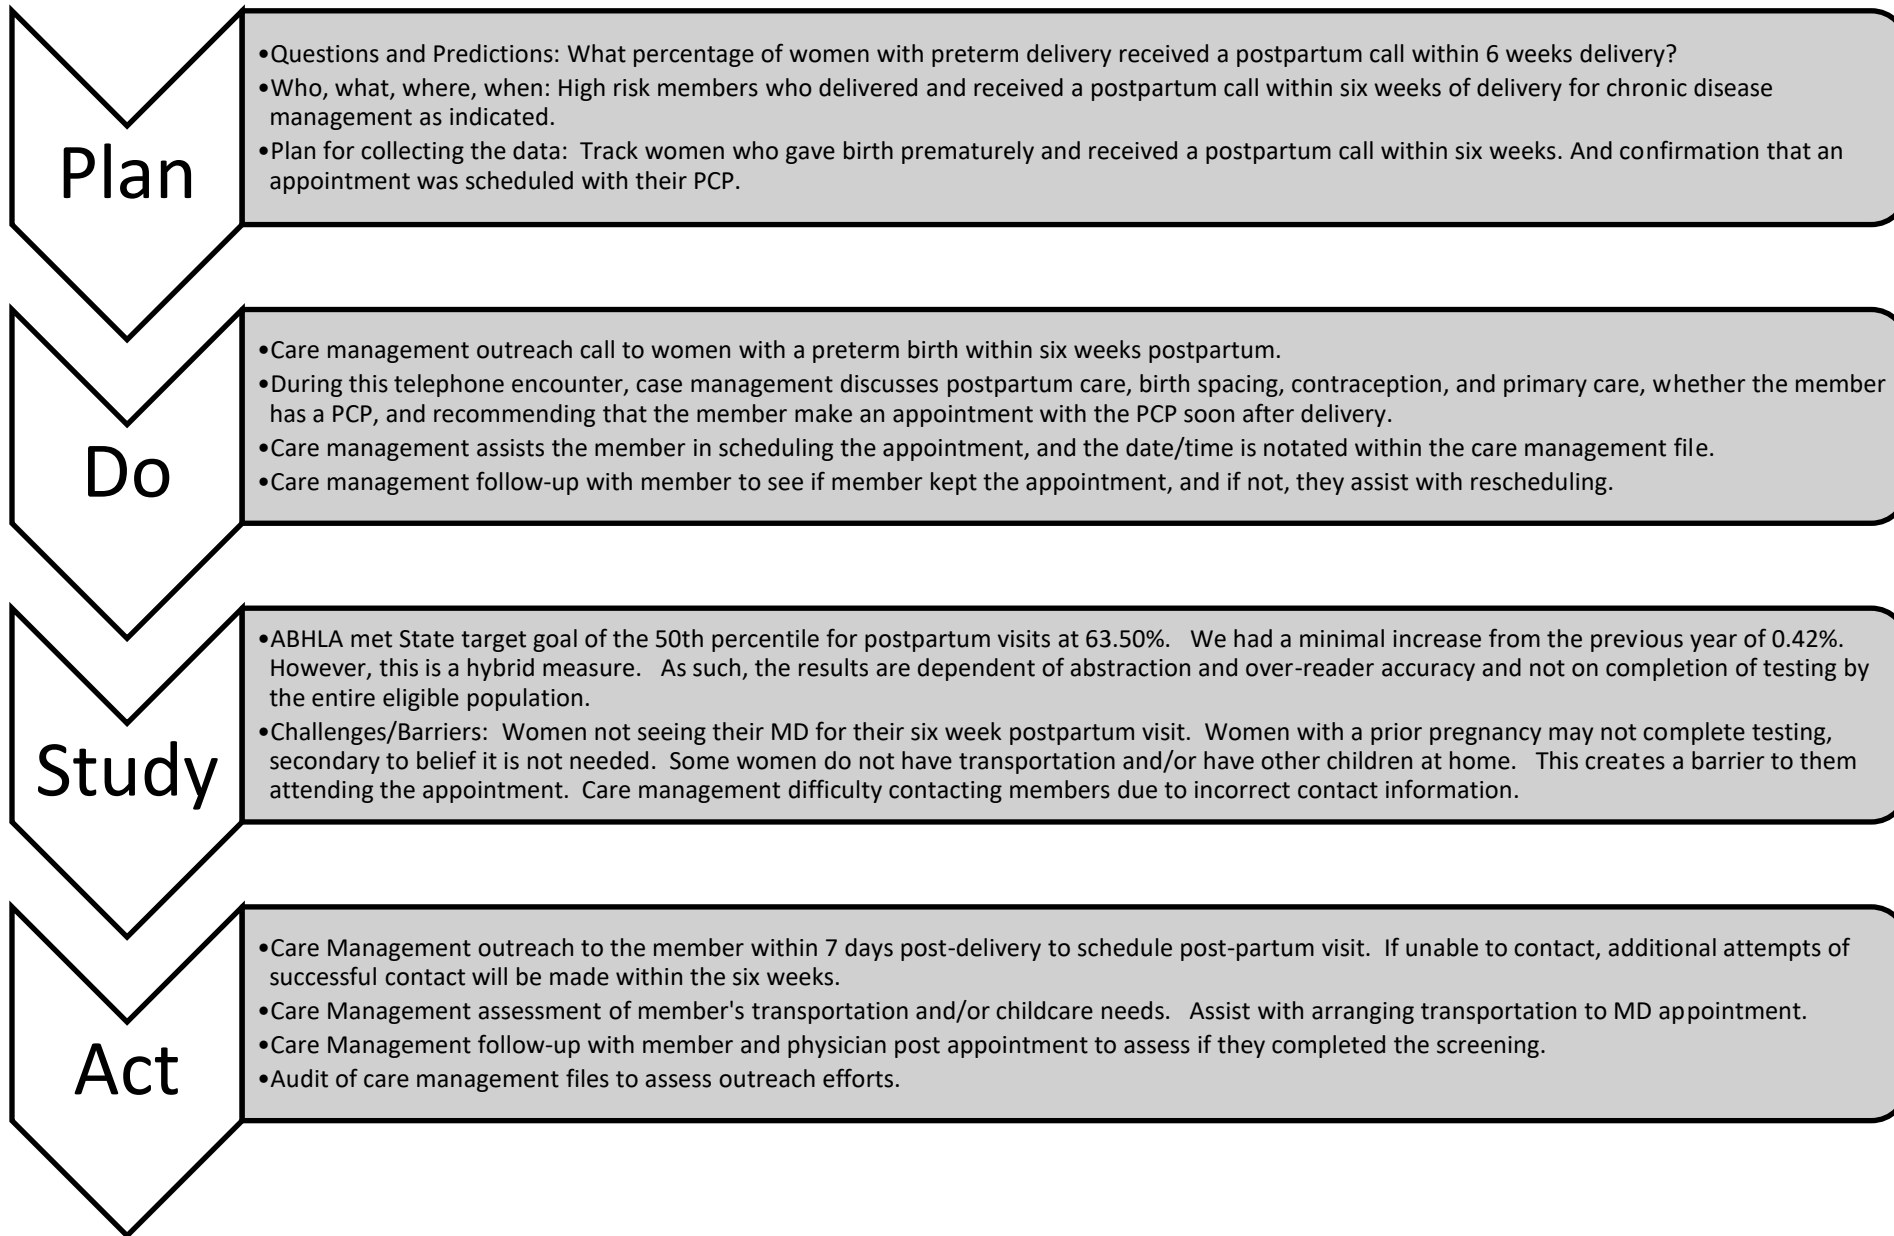 Plan
•Questions and Predictions: What percentage of women with preterm delivery received a postpartum call within 6 weeks delivery?
•Who, what, where, when: High risk members who delivered and received a postpartum call within six weeks of delivery for chronic disease
management as indicated.
•Plan for collecting the data: Track women who gave birth prematurely and received a postpartum call within six weeks. And confirmation that an
appointment was scheduled with their PCP.
Do
•Care management outreach call to women with a preterm birth within six weeks postpartum.
•During this telephone encounter, case management discusses postpartum care, birth spacing, contraception, and primary care, whether the member
has a PCP, and recommending that the member make an appointment with the PCP soon after delivery.
•Care management assists the member in scheduling the appointment, and the date/time is notated within the care management file.
•Care management follow-up with member to see if member kept the appointment, and if not, they assist with rescheduling.
Study
•ABHLA met State target goal of the 50th percentile for postpartum visits at 63.50%. We had a minimal increase from the previous year of 0.42%.
However, this is a hybrid measure. As such, the results are dependent of abstraction and over-reader accuracy and not on completion of testing by
the entire eligible population.
•Challenges/Barriers: Women not seeing their MD for their six week postpartum visit. Women with a prior pregnancy may not complete testing,
secondary to belief it is not needed. Some women do not have transportation and/or have other children at home. This creates a barrier to them
attending the appointment. Care management difficulty contacting members due to incorrect contact information.
Act
•Care Management outreach to the member within 7 days post-delivery to schedule post-partum visit. If unable to contact, additional attempts of
successful contact will be made within the six weeks.
•Care Management assessment of member's transportation and/or childcare needs. Assist with arranging transportation to MD appointment.
•Care Management follow-up with member and physician post appointment to assess if they completed the screening.
•Audit of care management files to assess outreach efforts.